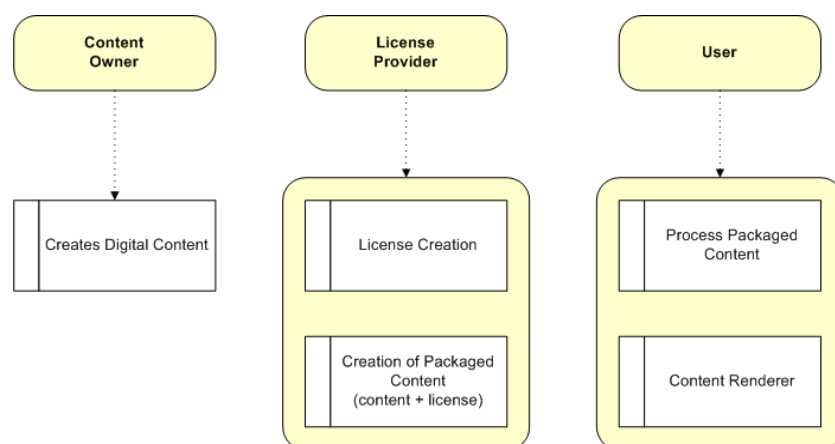 Content
Owner
License
Provider
User
Creates Digital Content
License Creation
Process Packaged
Content
Creation of Packaged
Content
(content + license)
Content Renderer